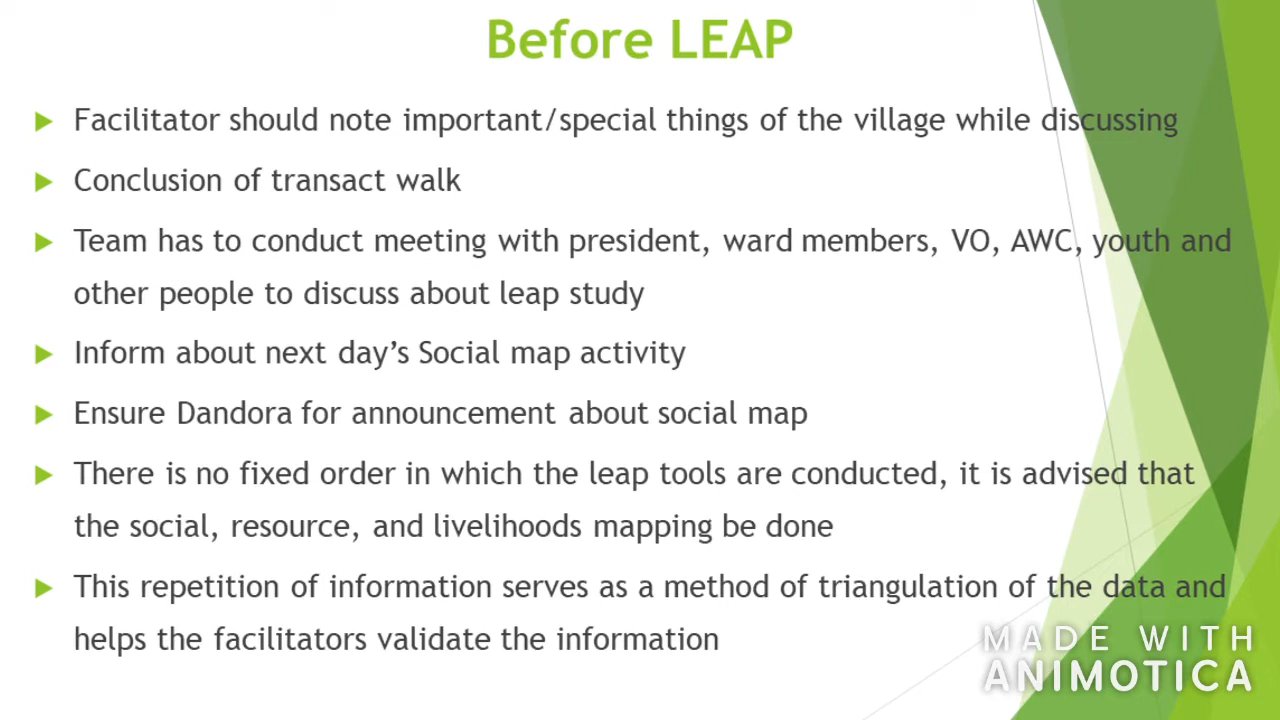 Before LEAP
Facilitator should note important/special things of the village while discussing
Conclusion of transact walk
Team has to conduct meeting with president, ward members, VO, AWC, youth and
other people to discuss about leap study
Inform about next day's Social map activity
Ensure Dandora for announcement about social map
There is no fixed order in which the leap tools are conducted, it is advised that
the social, resource, and livelihoods mapping be done
This repetition of information serves as a method of triangulation of the data and
helps the facilitators validate the information
MADE WITH
ANIMOTICA